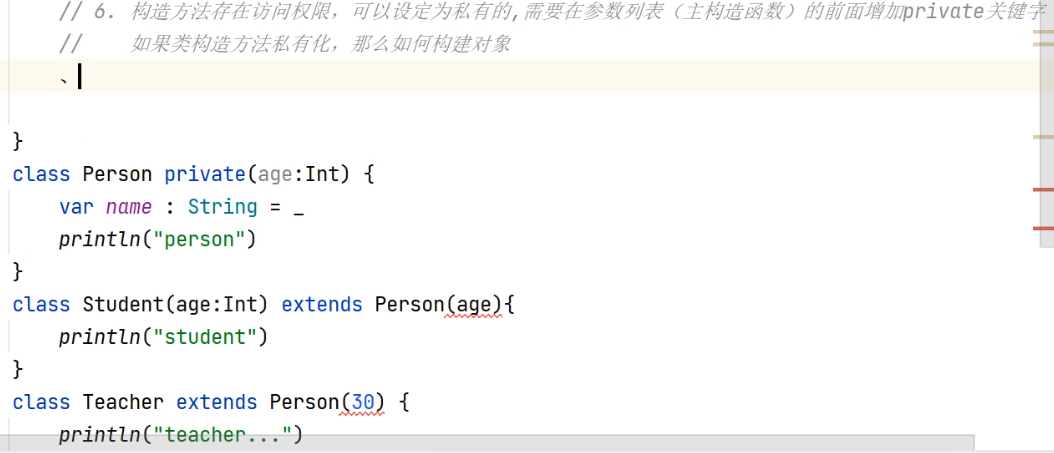 // 6. 构造方法存在访问权限，可以设定为私有的,需要在参数列表（主构造函数）的前面增加private关键字
//    如果类构造方法私有化，那么如何构建对象
、
}
class Person private(age:Int) {
    var name : String = _
    println("person")
}
class Student(age:Int) extends Person(age){
    println("student")
}
class Teacher extends Person(30) {
    println("teacher...")